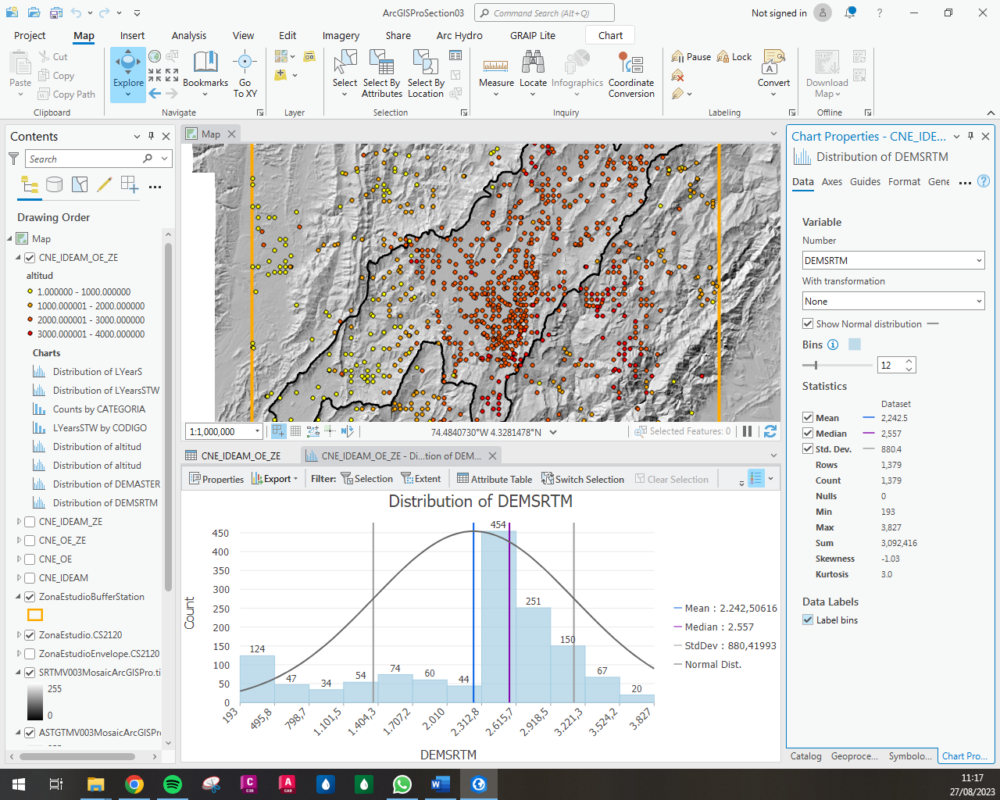 ArcGISProSection03
Command Search (Alt+Q)
Not signed in
?
Project
Map
Insert
Analysis
View
Edit
Imagery
Share
Arc Hydro
GRAIP Lite
Chart
Paste
Cut
Copy
Copy Path
Clipboard
Explore
Bookmarks
Go To XY
Navigate
Layer
Select
Select By Attributes
Select By Location
Selection
Measure
Locate
Infographics
Coordinate Conversion
Inquiry
Pause
Lock
Convert
Labeling
Download Map
Offline
Contents
Search
Drawing Order
Map
CNE_IDEAM_OE_ZE
altitud
1.000000 - 1000.000000
1000.000001 - 2000.000000
2000.000001 - 3000.000000
3000.000001 - 4000.000000
Charts
Distribution of LYearS
Distribution of LYearsSTW
Counts by CATEGORIA
LYearsSTW by CODIGO
Distribution of altitud
Distribution of altitud
Distribution of DEMASTER
Distribution of DEMSRTM
CNE_IDEAM_ZE
CNE_OE_ZE
CNE_OE
CNE_IDEAM
ZonaEstudioBufferStation
ZonaEstudio.CS2120
ZonaEstudioEnvelope.CS2120
SRTMV003MosaicArcGISPro.ti
255
0
ASTGTMV003MosaicArcGISPro
Map
1:1,000,000
74.4840730°W 4.3281478°N
Selected Features: 0
CNE_IDEAM_OE_ZE
CNE_IDEAM_OE_ZE - Di...tion of DEM...
Properties
Export
Filter:
Selection
Extent
Attribute Table
Switch Selection
Clear Selection
Distribution of DEMSRTM
Count
450
400
350
300
250
200
150
100
50
0
124
47
34
54
74
60
44
454
251
150
67
20
193
495,8
798,7
1.101,5
1.404,3
1.707,2
2.010
2.312,8
2.615,7
2.918,5
3.221,3
3.524,2
3.827
DEMSRTM
Mean : 2.242,50616
Median : 2.557
StdDev : 880,41993
Normal Dist.
Chart Properties - CNE_IDE...
Distribution of DEMSRTM
Data
Axes
Guides
Format
Gene
?
Variable
Number
DEMSRTM
With transformation
None
Show Normal distribution
Bins
12
Statistics
Dataset
Mean 2,242.5
Median 2,557
Std. Dev. 880.4
Rows 1,379
Count 1,379
Nulls 0
Min 193
Max 3,827
Sum 3,092,416
Skewness -1.03
Kurtosis 3.0
Data Labels
Label bins
Catalog
Geoproce...
Symbolo...
Chart Pro...
C
C3D
A
CAD
W
11:17
27/08/2023